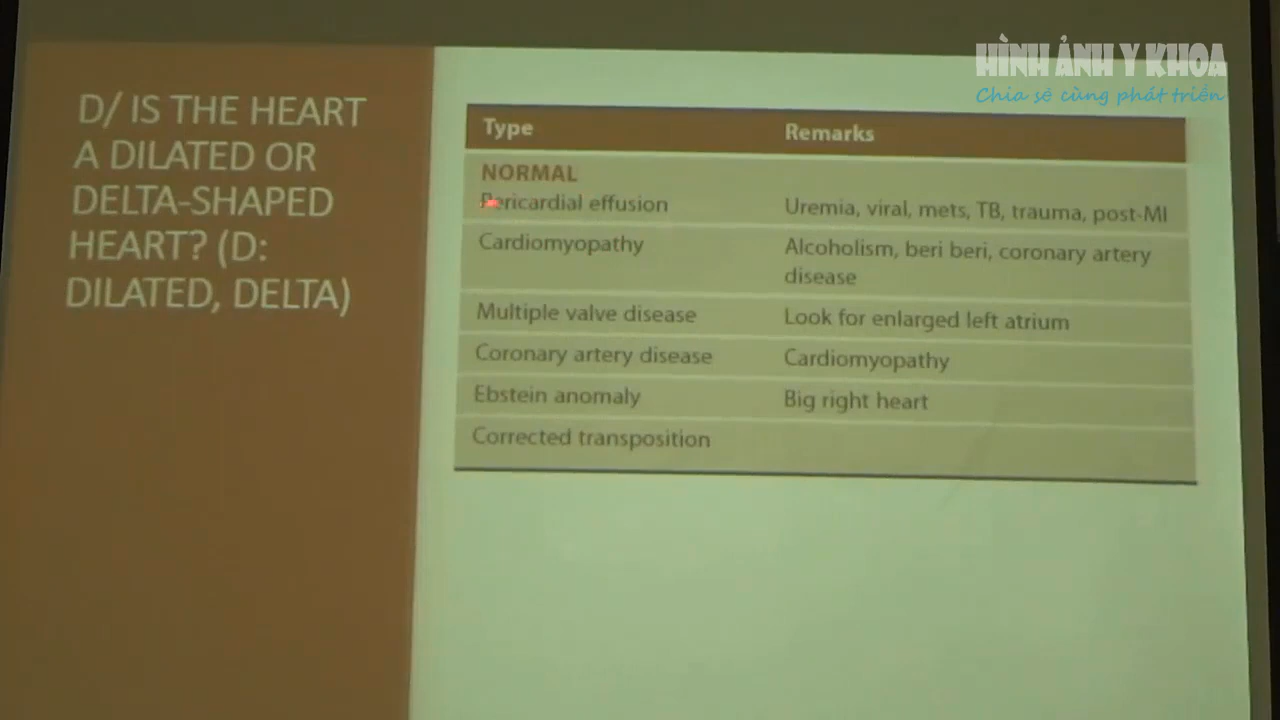 HÌNH ẢNH Y KHOA
Chia sẻ cùng phát triển
D/ IS THE HEART
A DILATED OR
DELTA-SHAPED
HEART? (D:
DILATED, DELTA)
Type Remarks
NORMAL
Pericardial effusion Uremia, viral, mets, TB, trauma, post-MI
Cardiomyopathy Alcoholism, beri beri, coronary artery
disease
Multiple valve disease Look for enlarged left atrium
Coronary artery disease Cardiomyopathy
Ebstein anomaly Big right heart
Corrected transposition